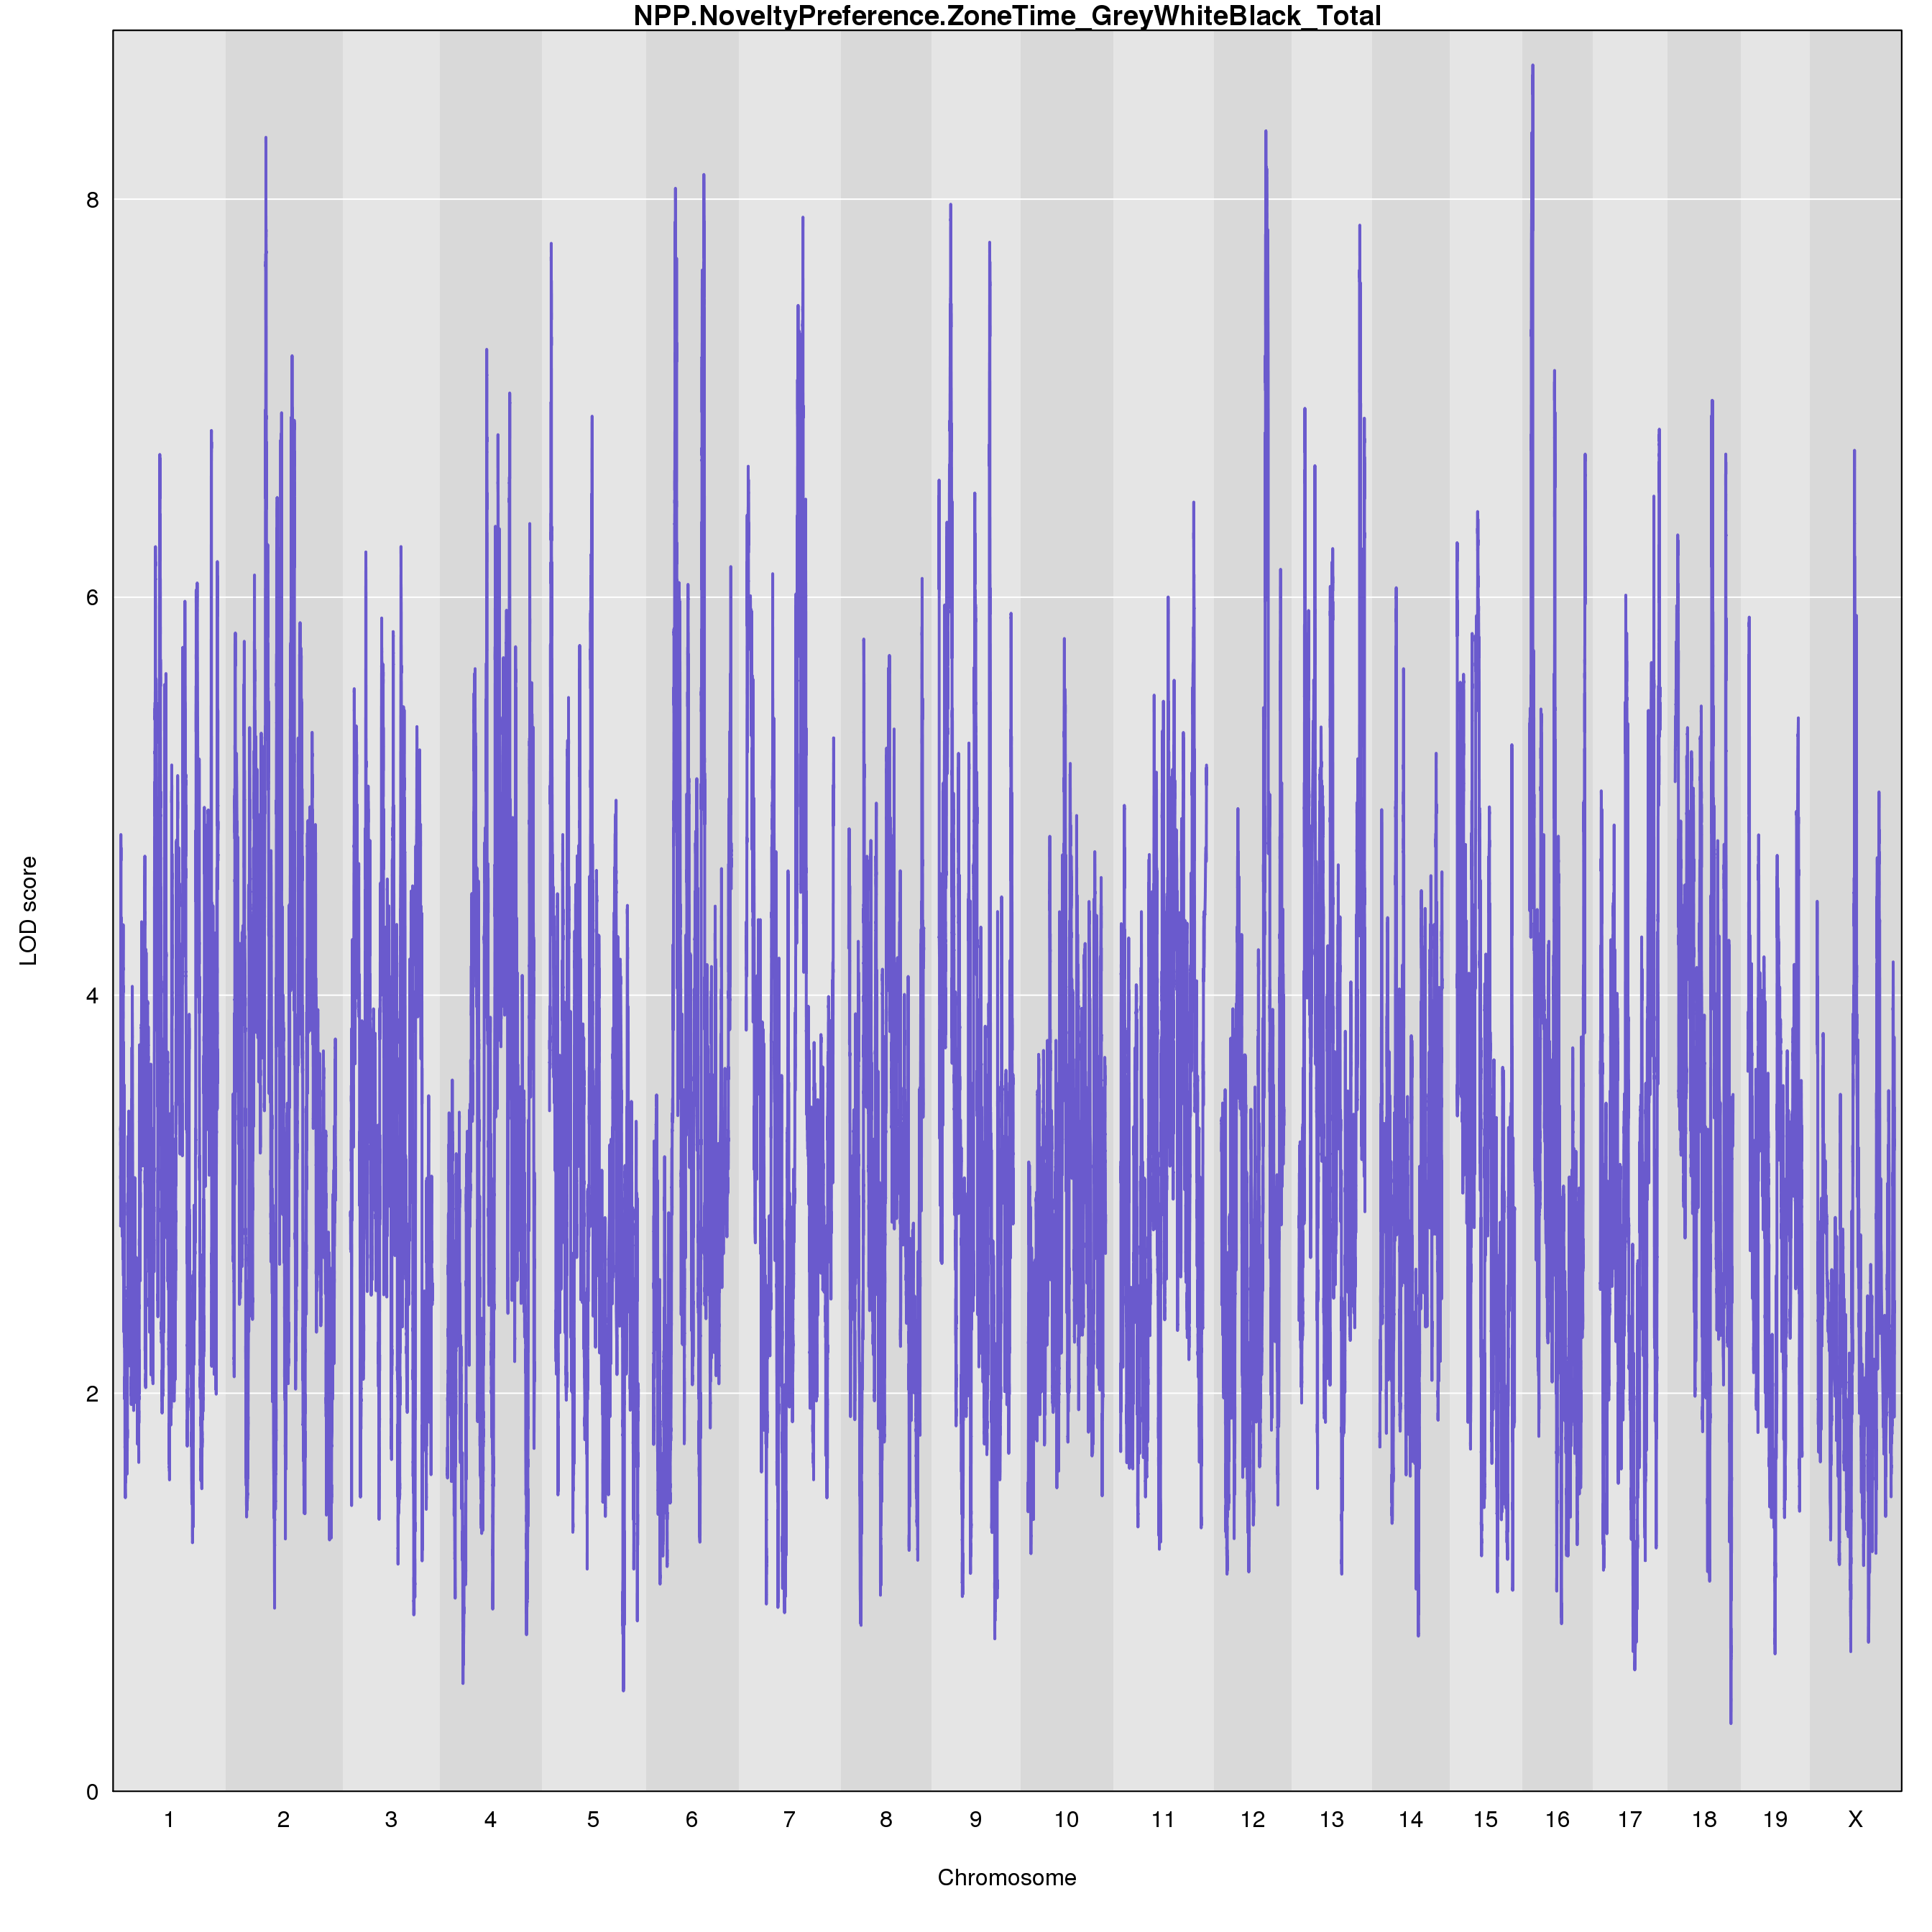 NPP.NoveltyPreference.ZoneTime_GreyWhiteBlack_Total
LOD score
8
6
4
2
0
1 2 3 4 5 6 7 8 9 10 11 12 13 14 15 16 17 18 19 X
Chromosome